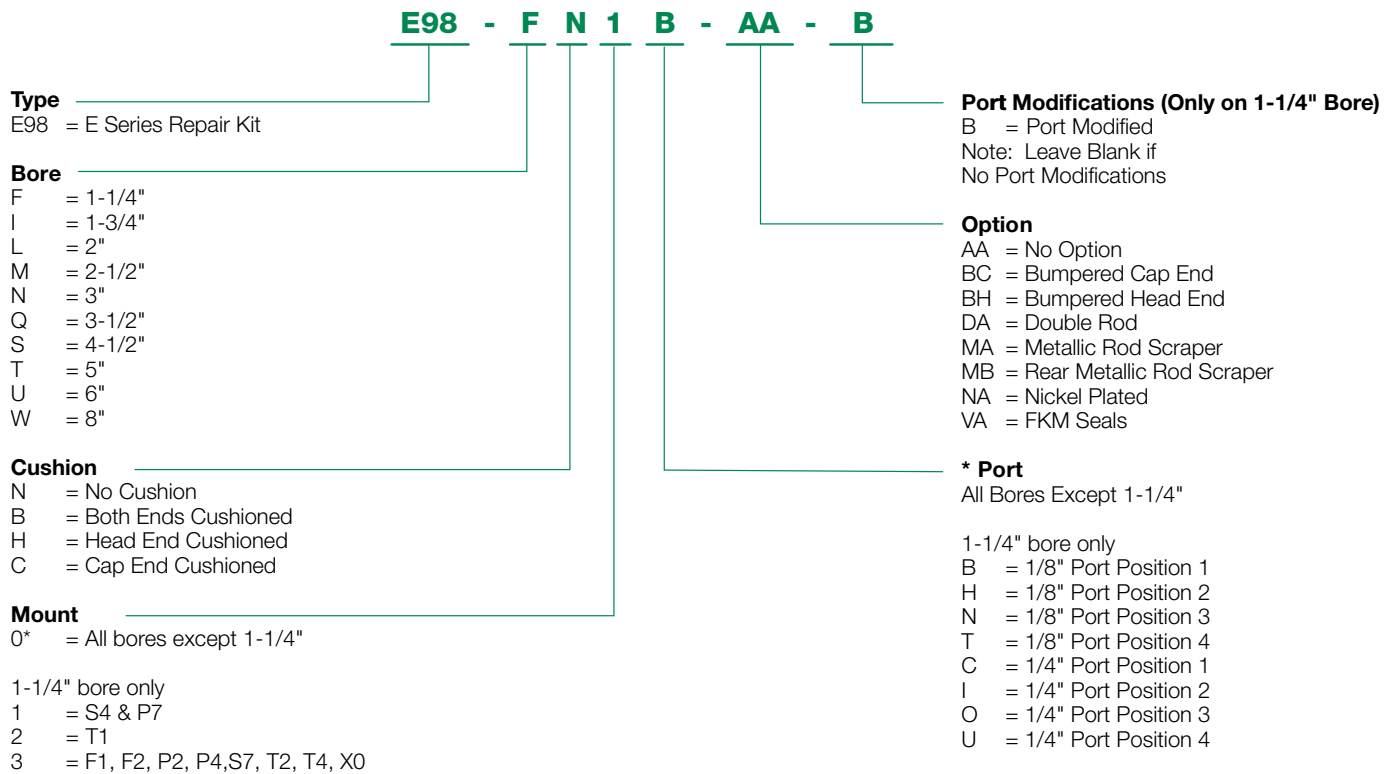 E98 - F N 1 B - AA - B
Type
E98 = E Series Repair Kit
Bore
F = 1-1/4"
I = 1-3/4"
L = 2"
M = 2-1/2"
N = 3"
Q = 3-1/2"
S = 4-1/2"
T = 5"
U = 6"
W = 8"
Cushion
N = No Cushion
B = Both Ends Cushioned
H = Head End Cushioned
C = Cap End Cushioned
Mount
0* = All bores except 1-1/4"
1-1/4" bore only
1 = S4 & P7
2 = T1
3 = F1, F2, P2, P4,S7, T2, T4, X0
Port Modifications (Only on 1-1/4" Bore)
B = Port Modified
Note: Leave Blank if
No Port Modifications
Option
AA = No Option
BC = Bumpered Cap End
BH = Bumpered Head End
DA = Double Rod
MA = Metallic Rod Scraper
MB = Rear Metallic Rod Scraper
NA = Nickel Plated
VA = FKM Seals
* Port
All Bores Except 1-1/4"
1-1/4" bore only
B = 1/8" Port Position 1
H = 1/8" Port Position 2
N = 1/8" Port Position 3
T = 1/8" Port Position 4
C = 1/4" Port Position 1
I = 1/4" Port Position 2
O = 1/4" Port Position 3
U = 1/4" Port Position 4